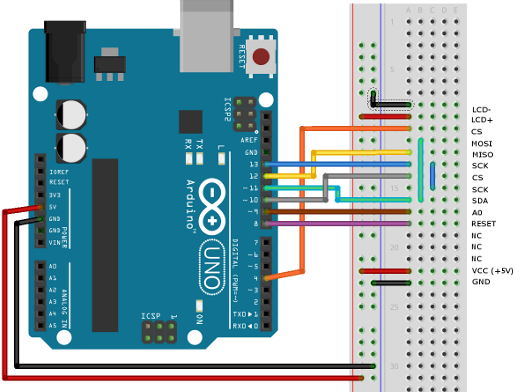 RESET
ICSP2
AREF
GND
13
12
~11
~10
~9
8
7
~6
~5
4
~3
2
TXO▶1
RXO◀0
DIGITAL (PWM=~)
RX
TX
L
Arduino
UNO
ON
ICSP
1
IOREF
RESET
3V3
5V
GND
GND
VIN
POWER
A0
A1
A2
A3
A4
A5
ANALOG IN
A B C D E
1
5
15
20
25
30
LCD-
LCD+
CS
MOSI
MISO
SCK
CS
SCK
SDA
A0
RESET
NC
NC
NC
VCC (+5V)
GND